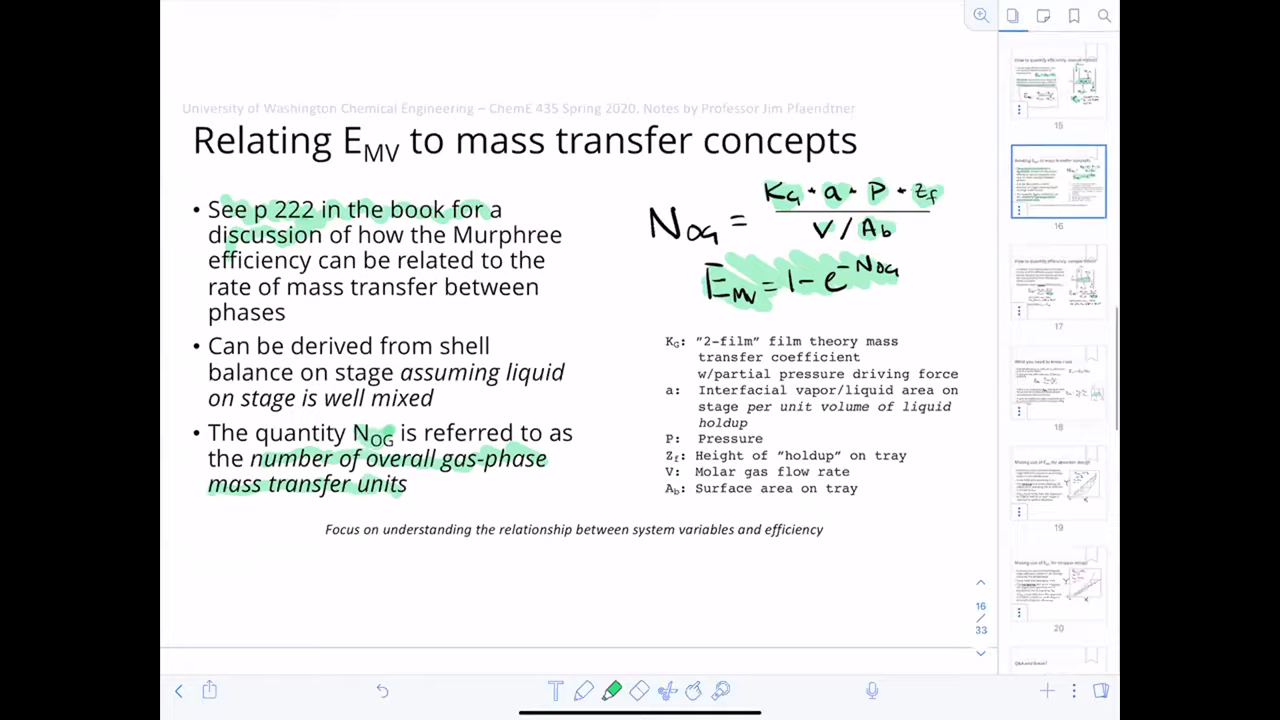 University of Washington Chemical Engineering – ChemE 435 Spring 2020, Notes by Professor Jim Pfaendtner
Relating EMV to mass transfer concepts
• See p 222 in the book for a
discussion of how the Murphree
efficiency can be related to the
rate of mass transfer between
phases
• Can be derived from shell
balance on stage assuming liquid
on stage is well mixed
• The quantity NOG is referred to as
the number of overall gas-phase
mass transfer units
NOG = KG • a • P • Zf
V / Ab
EMV = 1 - e^-NOG
KG: "2-film" film theory mass
transfer coefficient
w/partial pressure driving force
a: Interfacial vapor/liquid area on
stage per unit volume of liquid
holdup
P: Pressure
Zf: Height of "holdup" on tray
V: Molar gas flow rate
Ab: Surface area on tray
Focus on understanding the relationship between system variables and efficiency
15
16
17
18
19
20
16
/
33
T